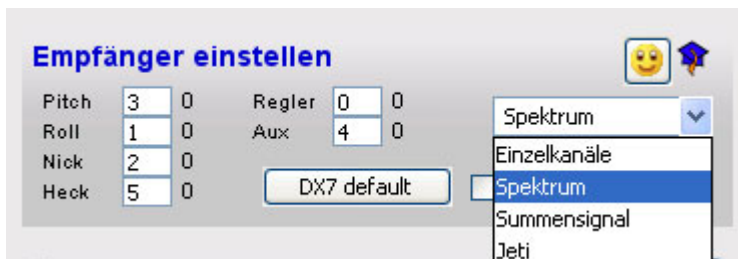 Empfänger einstellen
Pitch 3 0 Regler 0 0
Roll 1 0 Aux 4 0
Nick 2 0
Heck 5 0
DX7 default
Spektrum
Einzelkanäle
Spektrum
Summensignal
Jeti